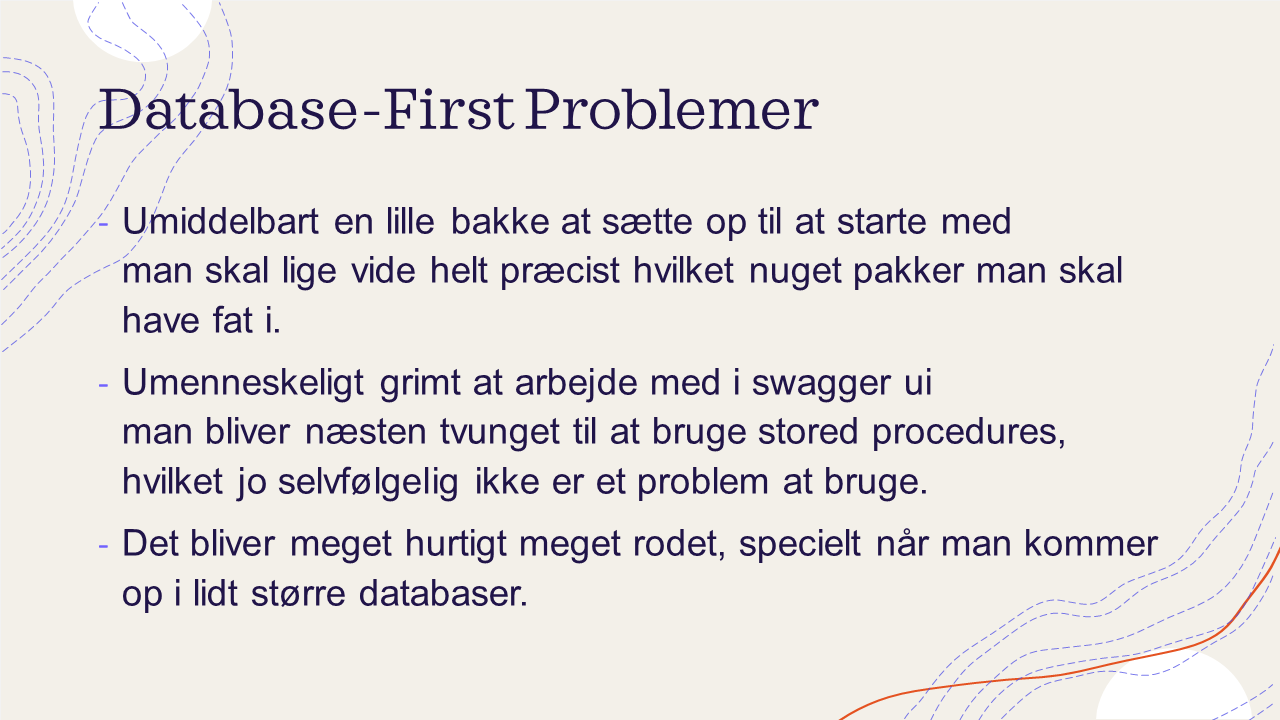 Database-First Problemer
- Umiddelbart en lille bakke at sætte op til at starte med
man skal lige vide helt præcist hvilket nuget pakker man skal
have fat i.
- Umenneskeligt grimt at arbejde med i swagger ui
man bliver næsten tvunget til at bruge stored procedures,
hvilket jo selvfølgelig ikke er et problem at bruge.
- Det bliver meget hurtigt meget rodet, specielt når man kommer
op i lidt større databaser.